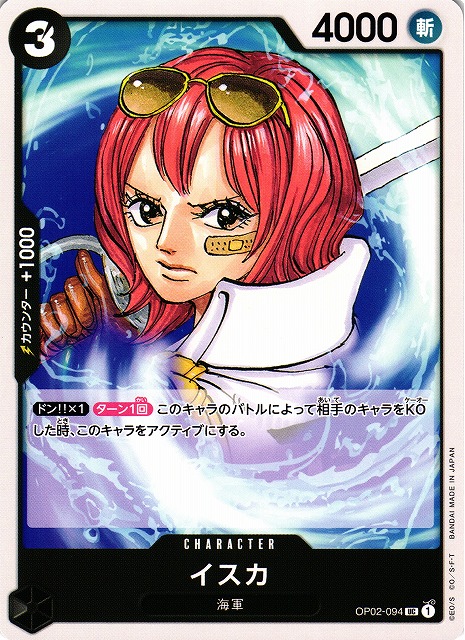 3
4000
斬
カウンター +1000
ドン!!×1 ターン1回 このキャラのバトルによって相手のキャラをKO
した時、このキャラをアクティブにする。
CHARACTER
イスカ
海軍
OP02-094 UC 1
©E.O/S ©O/S・F・T BANDAI MADE IN JAPAN